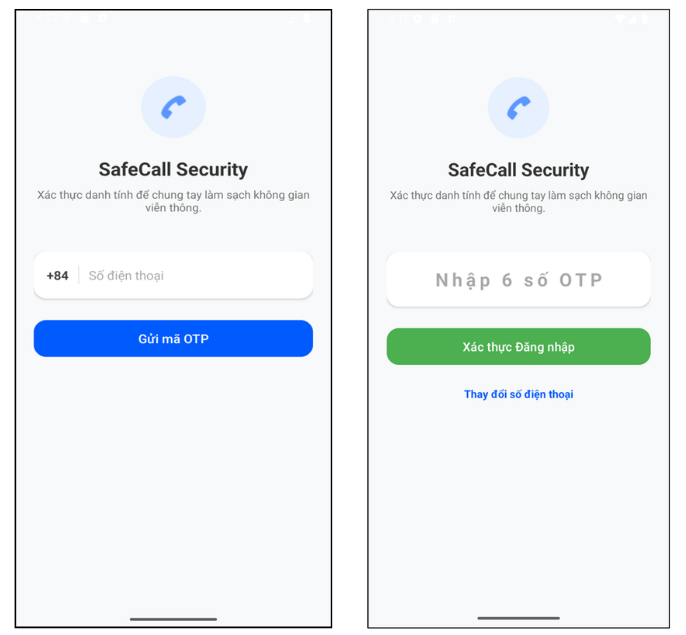 SafeCall Security
Xác thực danh tính để chung tay làm sạch không gian
viễn thông.
+84 Số điện thoại
Gửi mã OTP
SafeCall Security
Xác thực danh tính để chung tay làm sạch không gian
viễn thông.
Nhập 6 số OTP
Xác thực Đăng nhập
Thay đổi số điện thoại